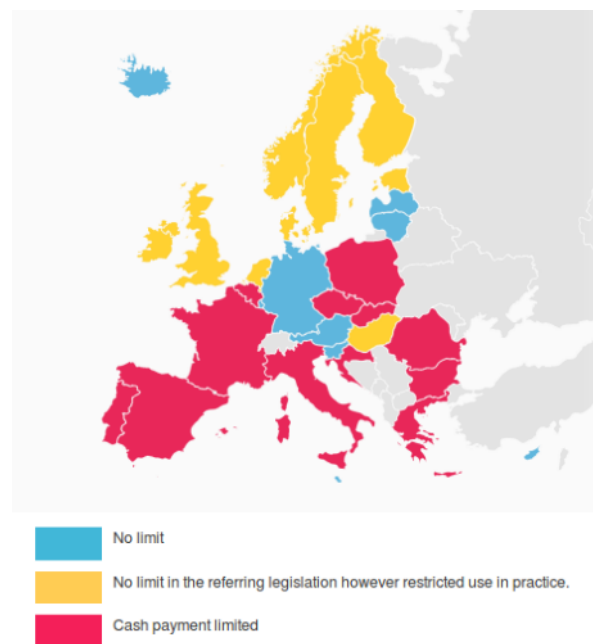 No limit
No limit in the referring legislation however restricted use in practice.
Cash payment limited